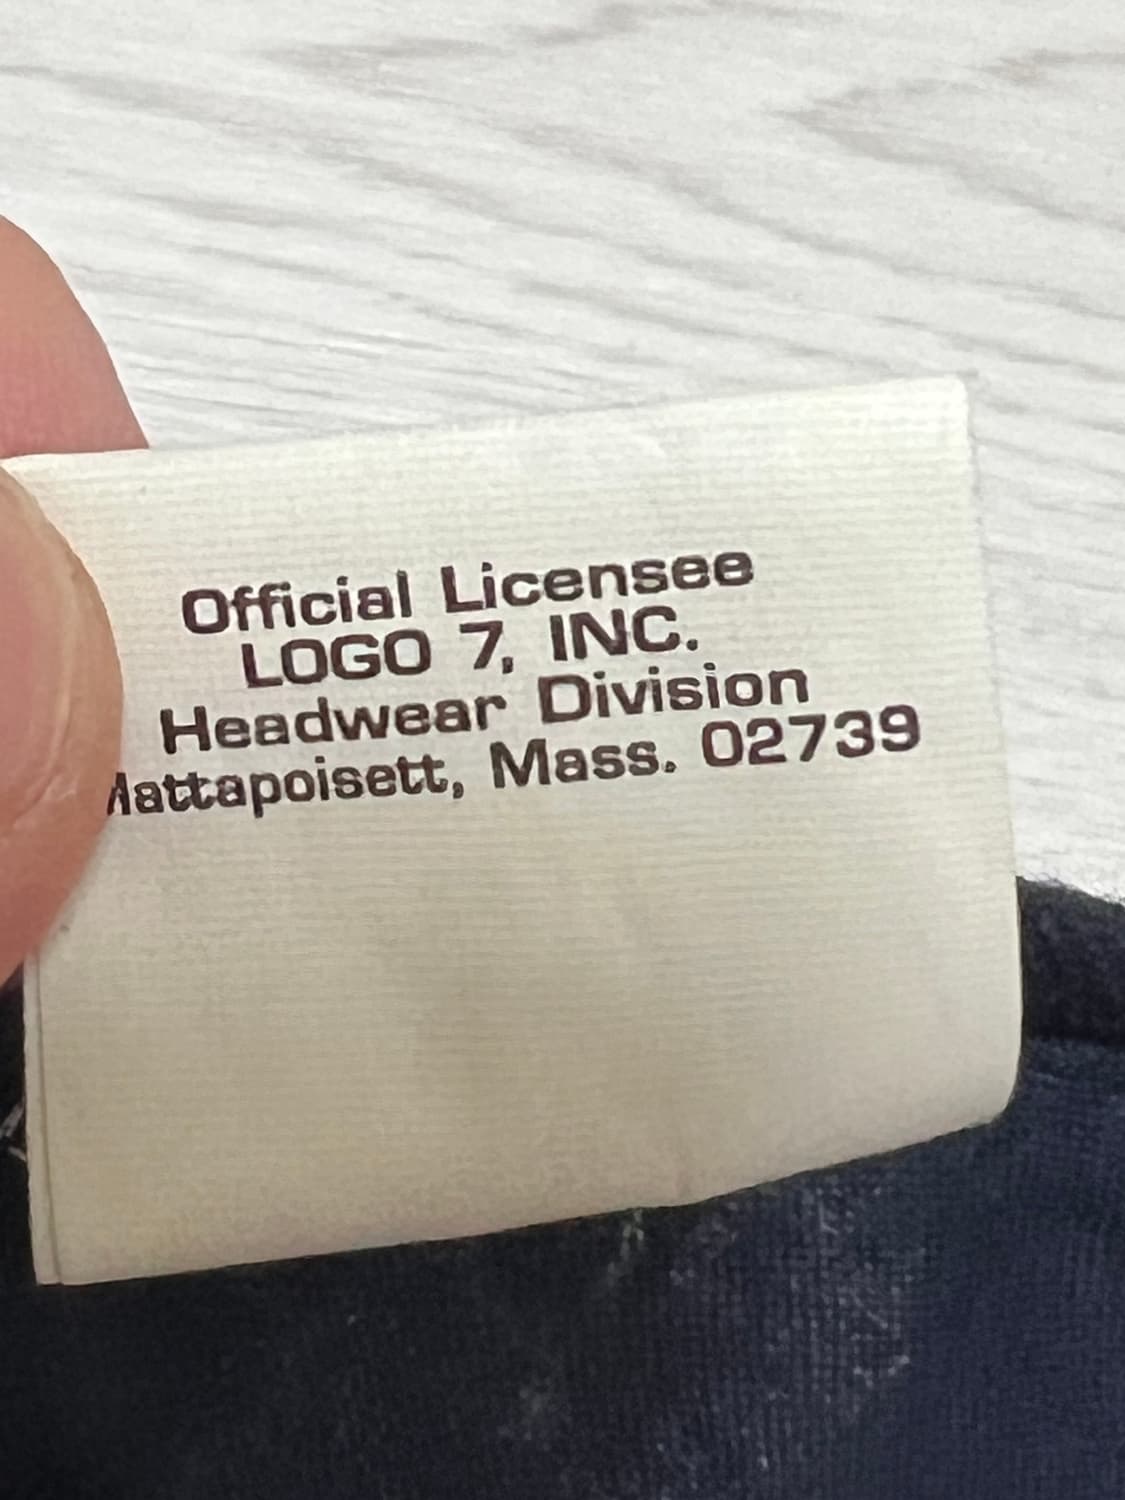 Official Licensee
LOGO 7, INC.
Headwear Division
Mattapoisett, Mass. 02739